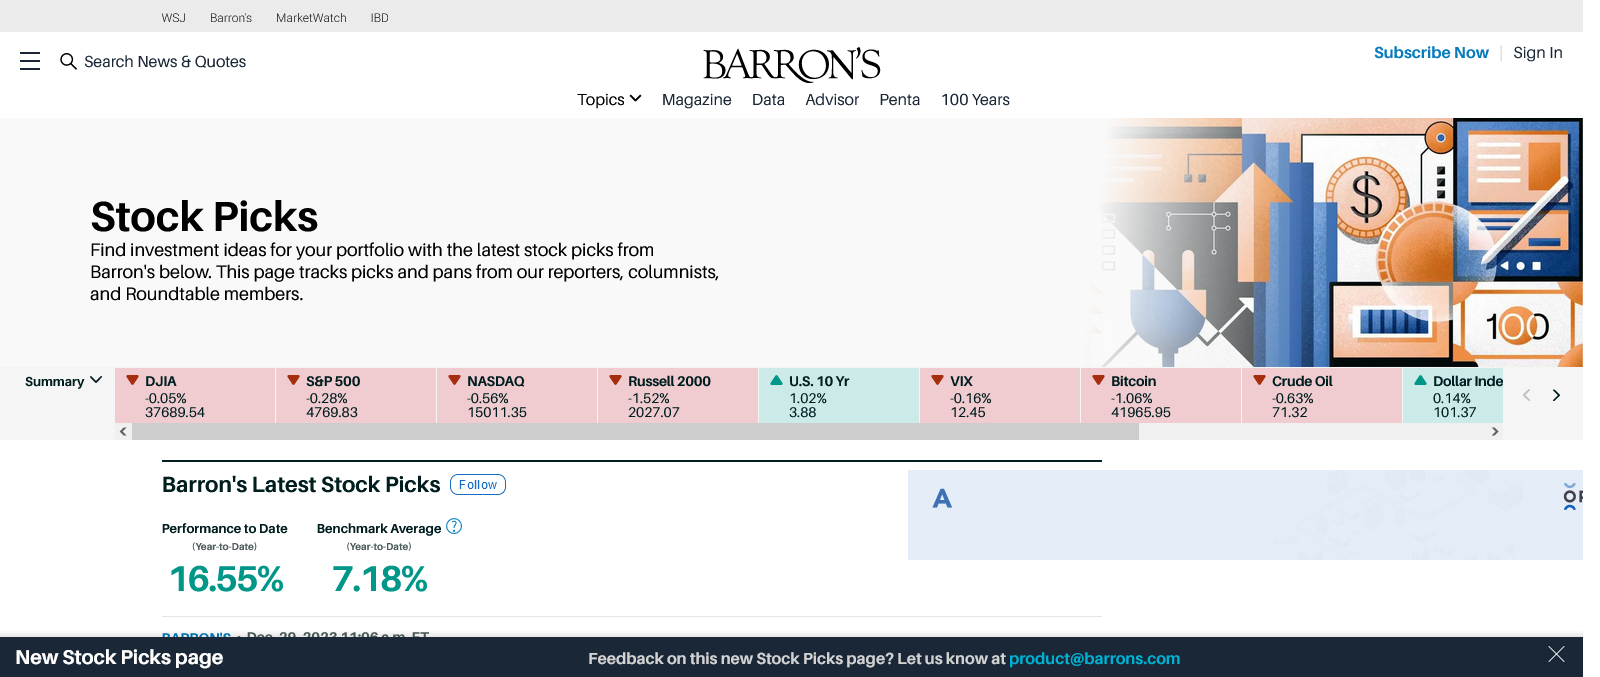 WSJ Barron's MarketWatch IBD
Search News & Quotes
BARRON'S
Subscribe Now Sign In
Topics Magazine Data Advisor Penta 100 Years
Stock Picks
Find investment ideas for your portfolio with the latest stock picks from
Barron's below. This page tracks picks and pans from our reporters, columnists,
and Roundtable members.
$
100
Summary
DJIA
-0.05%
37689.54
S&P 500
-0.28%
4769.83
NASDAQ
-0.56%
15011.35
Russell 2000
-1.52%
2027.07
U.S. 10 Yr
1.02%
3.88
VIX
-0.16%
12.45
Bitcoin
-1.06%
41965.95
Crude Oil
-0.63%
71.32
Dollar Inde
0.14%
101.37
Barron's Latest Stock Picks Follow
A
Performance to Date Benchmark Average ?
(Year-to-Date) (Year-to-Date)
16.55% 7.18%
BARRON'S • Dec. 29, 2023 11:06 a.m. ET
New Stock Picks page
Feedback on this new Stock Picks page? Let us know at product@barrons.com